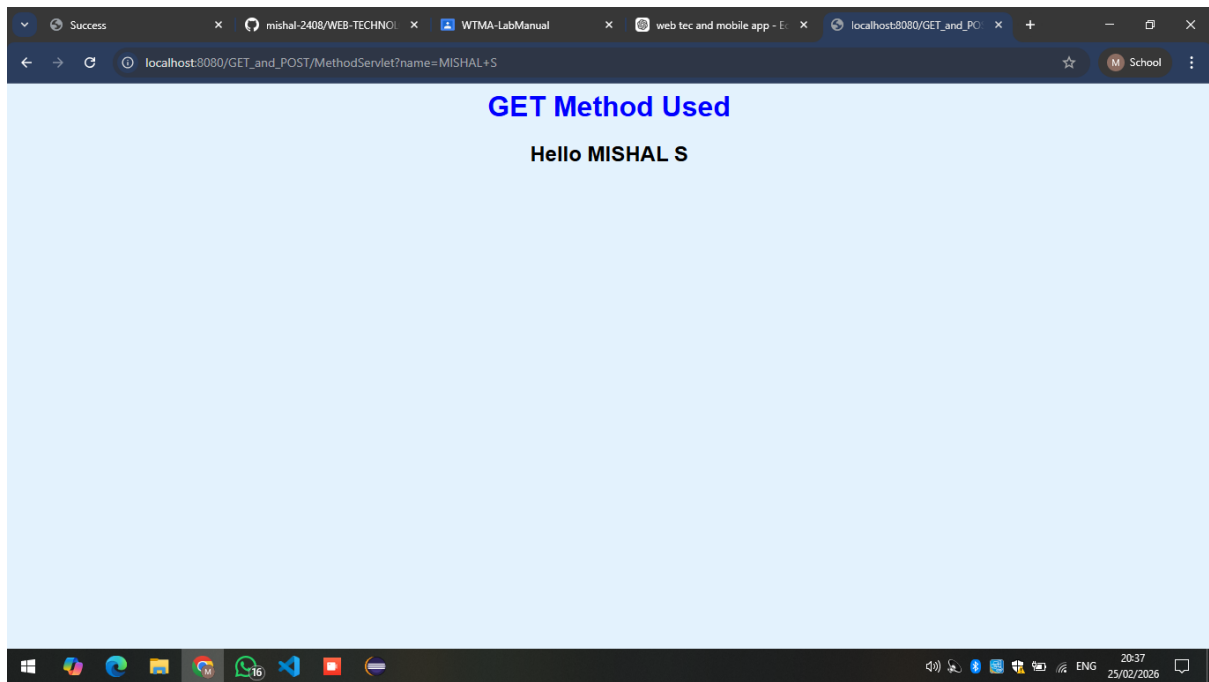 Success
mishal-2408/WEB-TECHNOL
WTMA-LabManual
web tec and mobile app - Ec
localhost:8080/GET_and_PO
localhost:8080/GET_and_POST/MethodServlet?name=MISHAL+S
M School
GET Method Used
Hello MISHAL S
M
16
ENG
20:37
25/02/2026